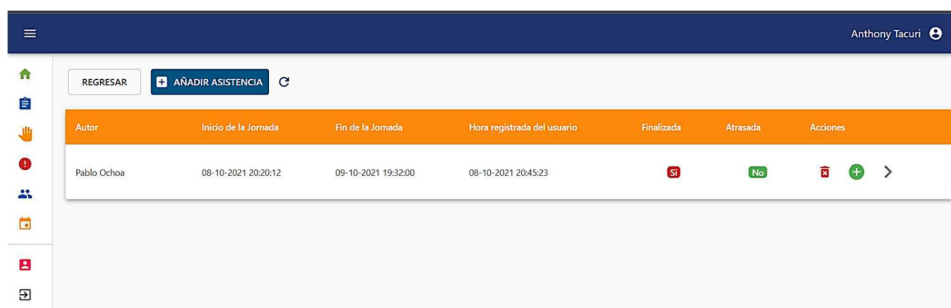 Anthony Tacuri
REGRESAR AÑADIR ASISTENCIA
Autor Inicio de la Jornada Fin de la Jornada Hora registrada del usuario Finalizada Atrasada Acciones
Pablo Ochoa 08-10-2021 20:20:12 09-10-2021 19:32:00 08-10-2021 20:45:23 Sí No